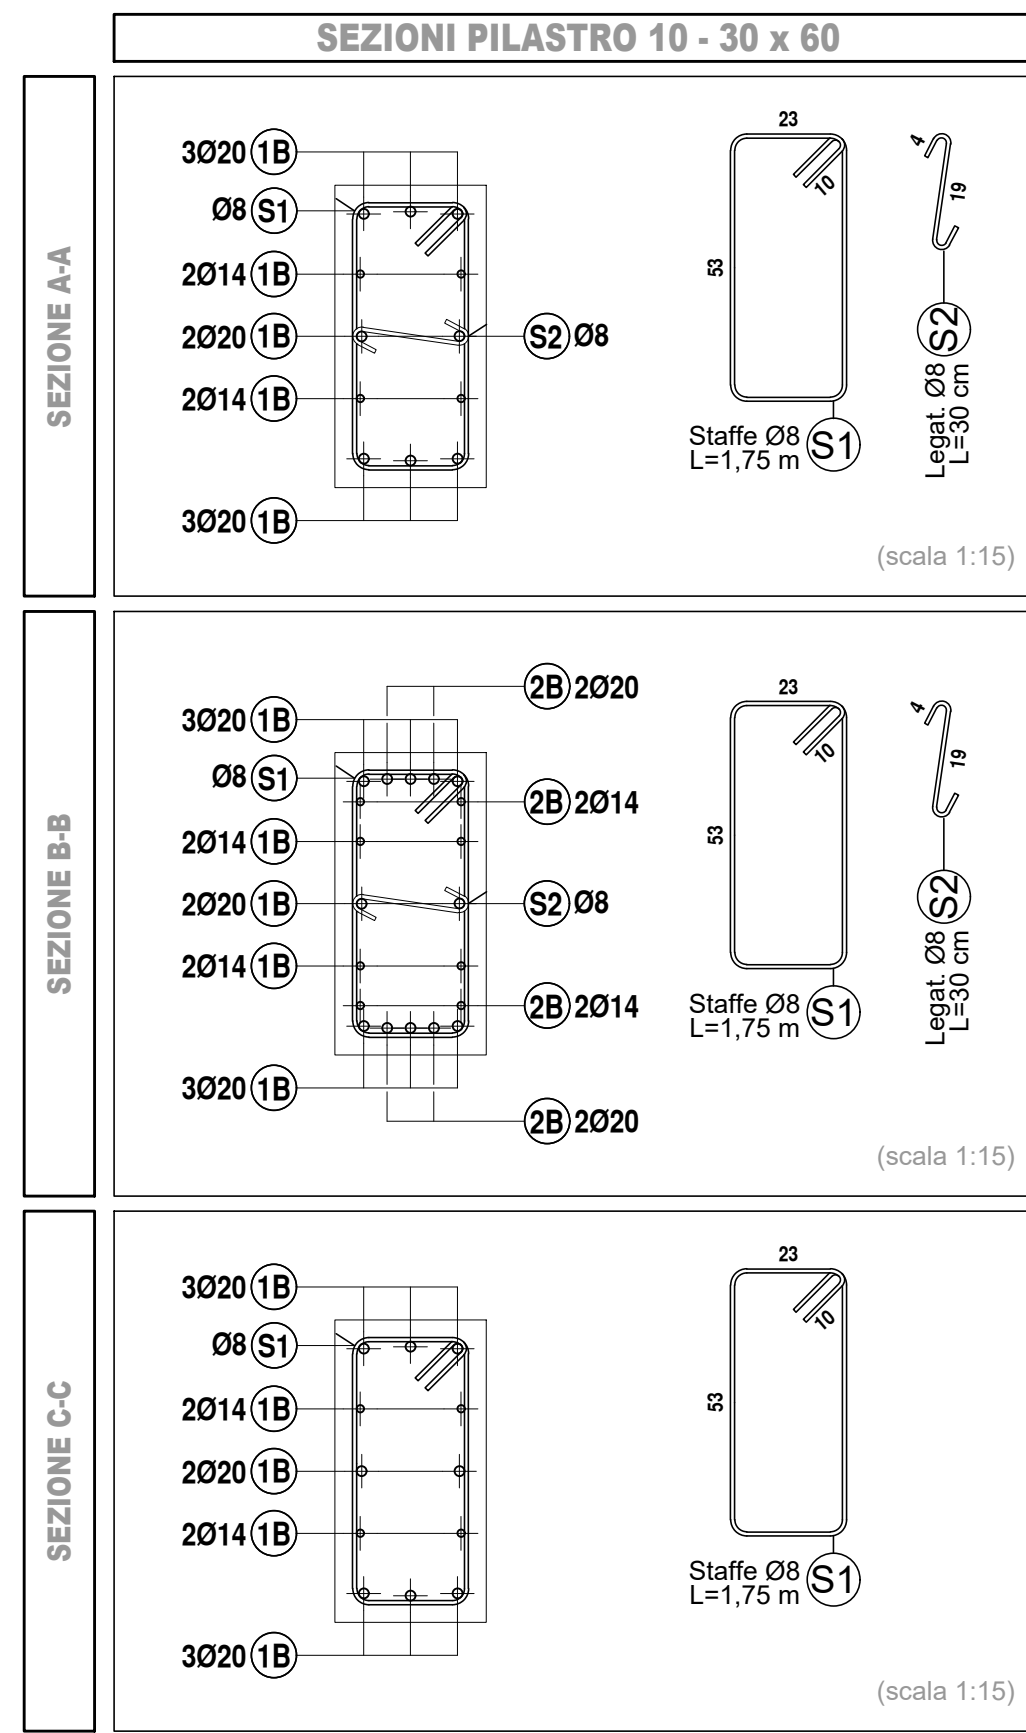 SEZIONI PILASTRO 10 - 30 x 60
SEZIONE A-A
3Ø20 1B
Ø8 S1
2Ø14 1B
2Ø20 1B
S2 Ø8
2Ø14 1B
3Ø20 1B
23
10
53
Staffe Ø8
L=1,75 m
S1
4
19
S2
Legat. Ø8
L=30 cm
(scala 1:15)
SEZIONE B-B
2B 2Ø20
3Ø20 1B
Ø8 S1
2B 2Ø14
2Ø14 1B
2Ø20 1B
S2 Ø8
2Ø14 1B
2B 2Ø14
3Ø20 1B
2B 2Ø20
23
10
53
Staffe Ø8
L=1,75 m
S1
4
19
S2
Legat. Ø8
L=30 cm
(scala 1:15)
SEZIONE C-C
3Ø20 1B
Ø8 S1
2Ø14 1B
2Ø20 1B
2Ø14 1B
3Ø20 1B
23
10
53
Staffe Ø8
L=1,75 m
S1
(scala 1:15)